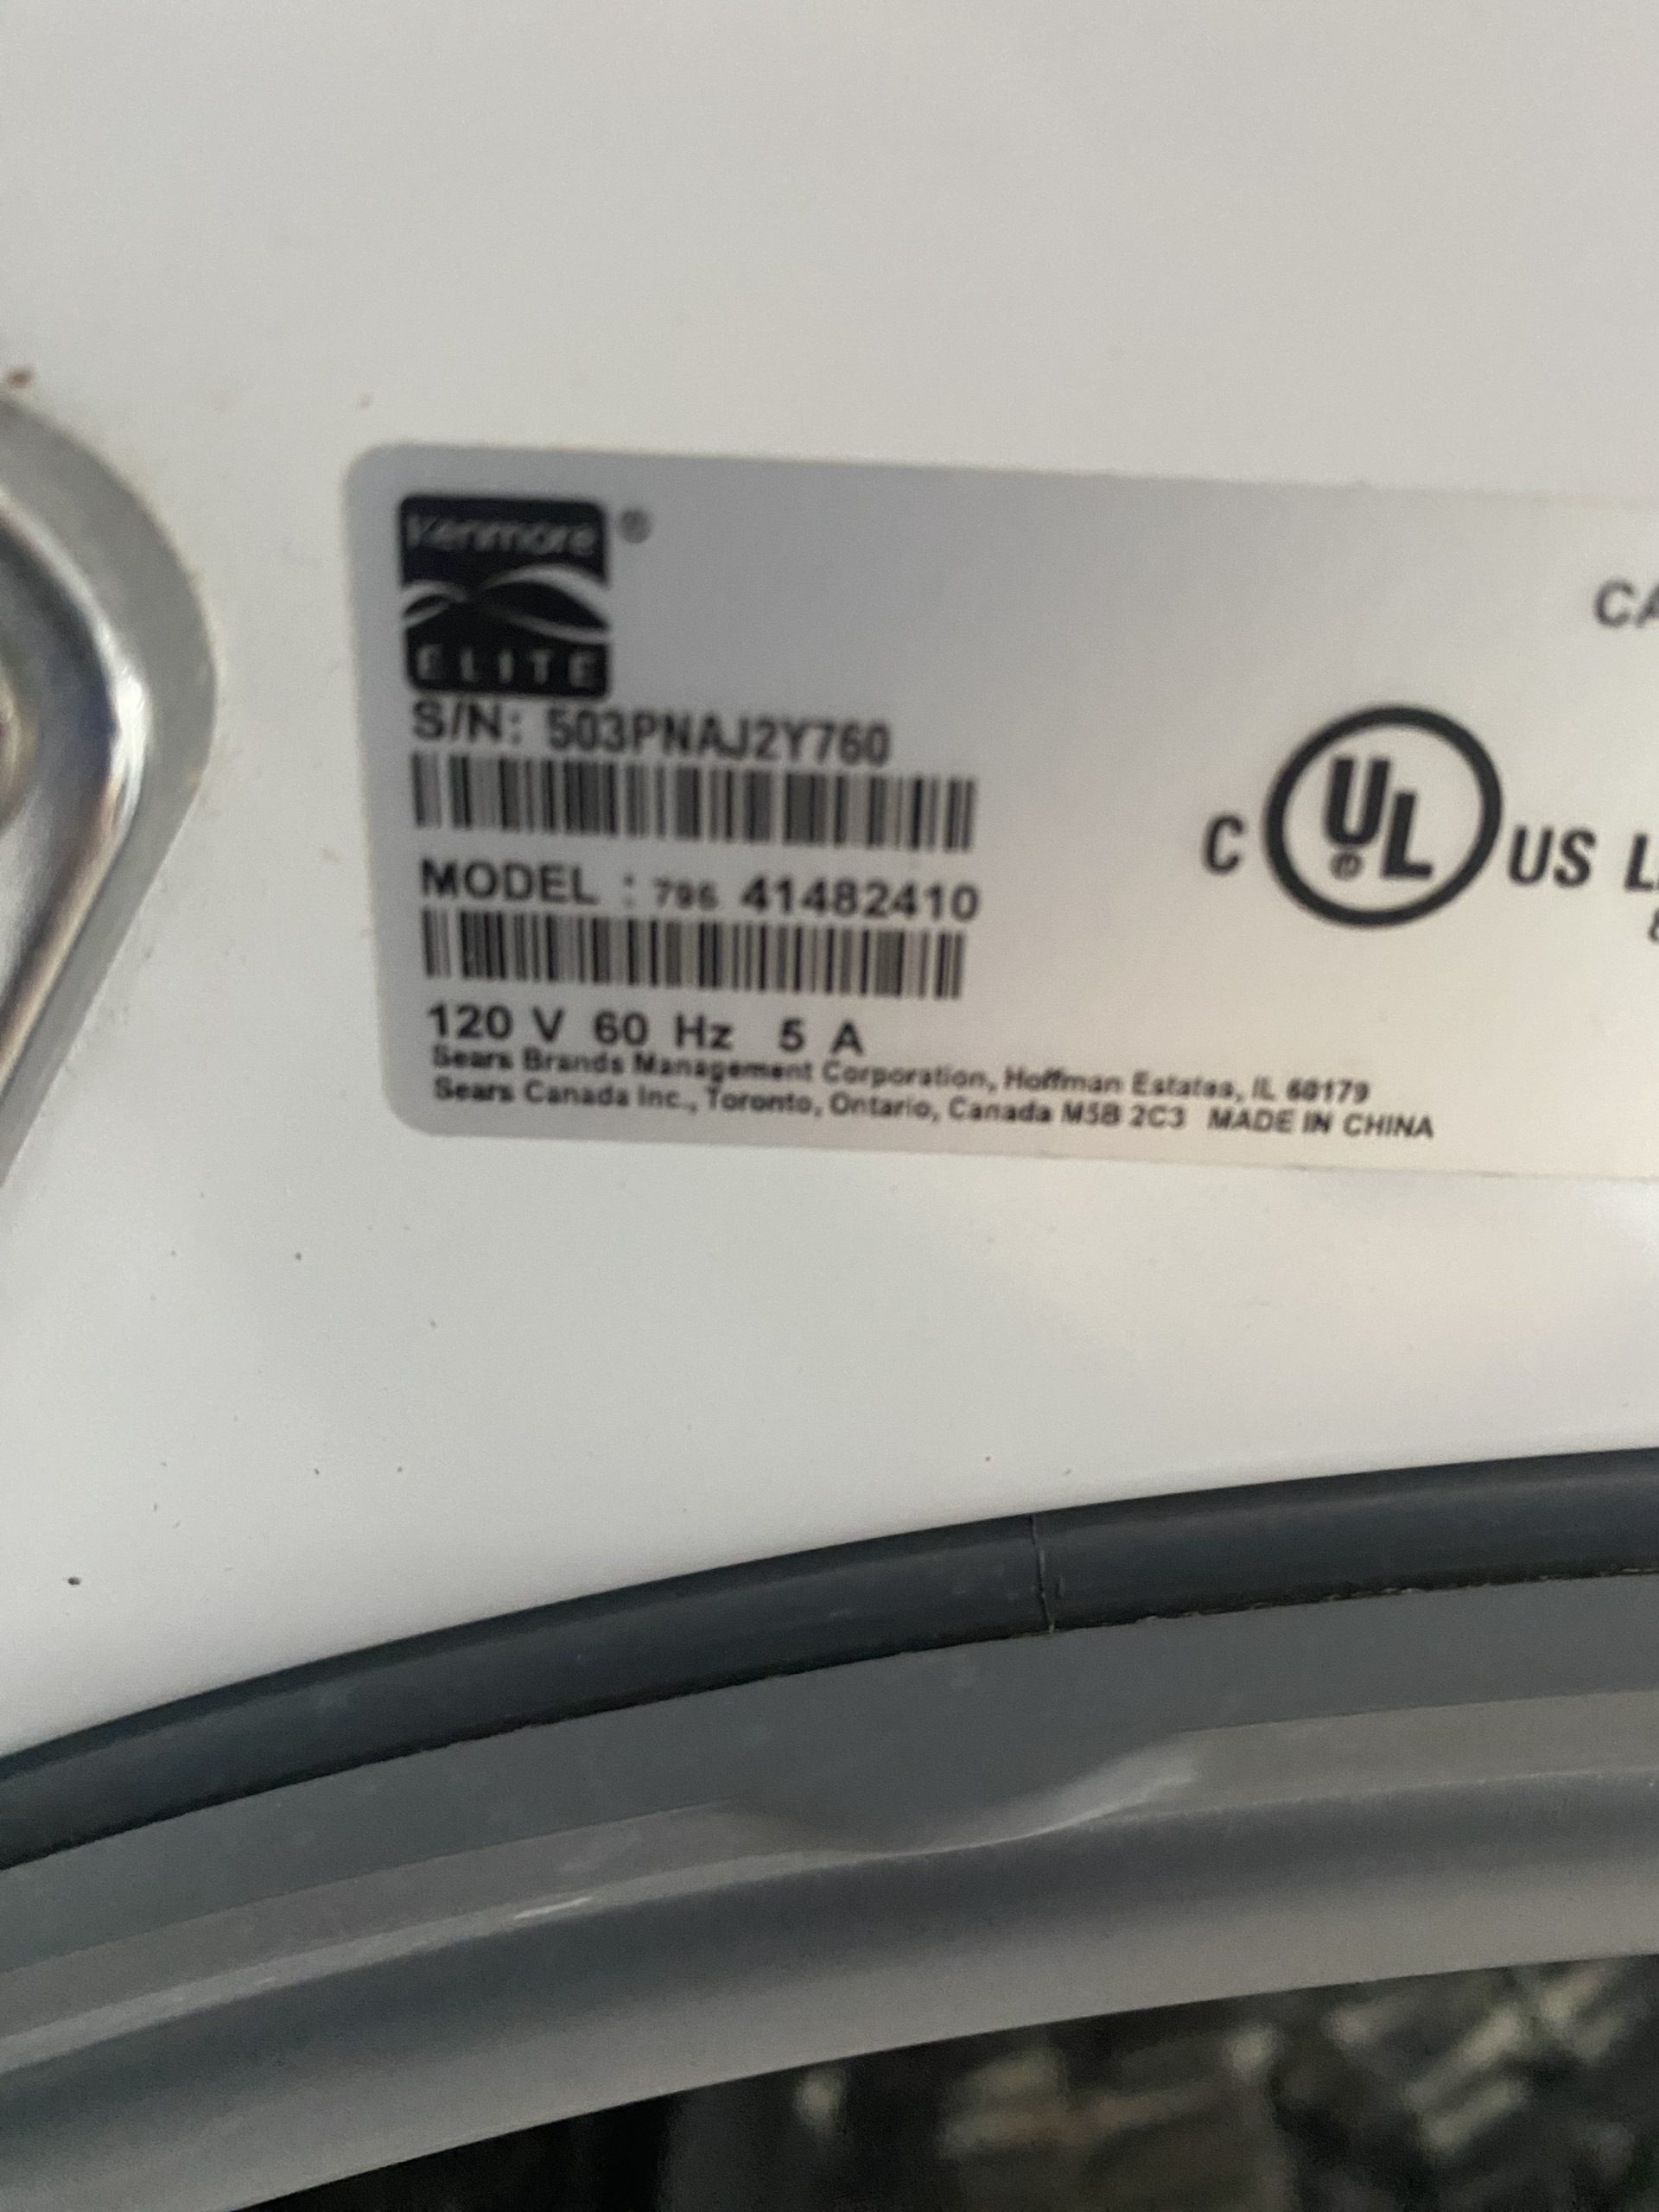 Kenmore ®
ELITE
S/N: 503PNAJ2Y760
MODEL : 796 41482410
120 V 60 Hz 5 A
Sears Brands Management Corporation, Hoffman Estates, IL 60179
Sears Canada Inc., Toronto, Ontario, Canada M5B 2C3 MADE IN CHINA
CA
C UL ® US